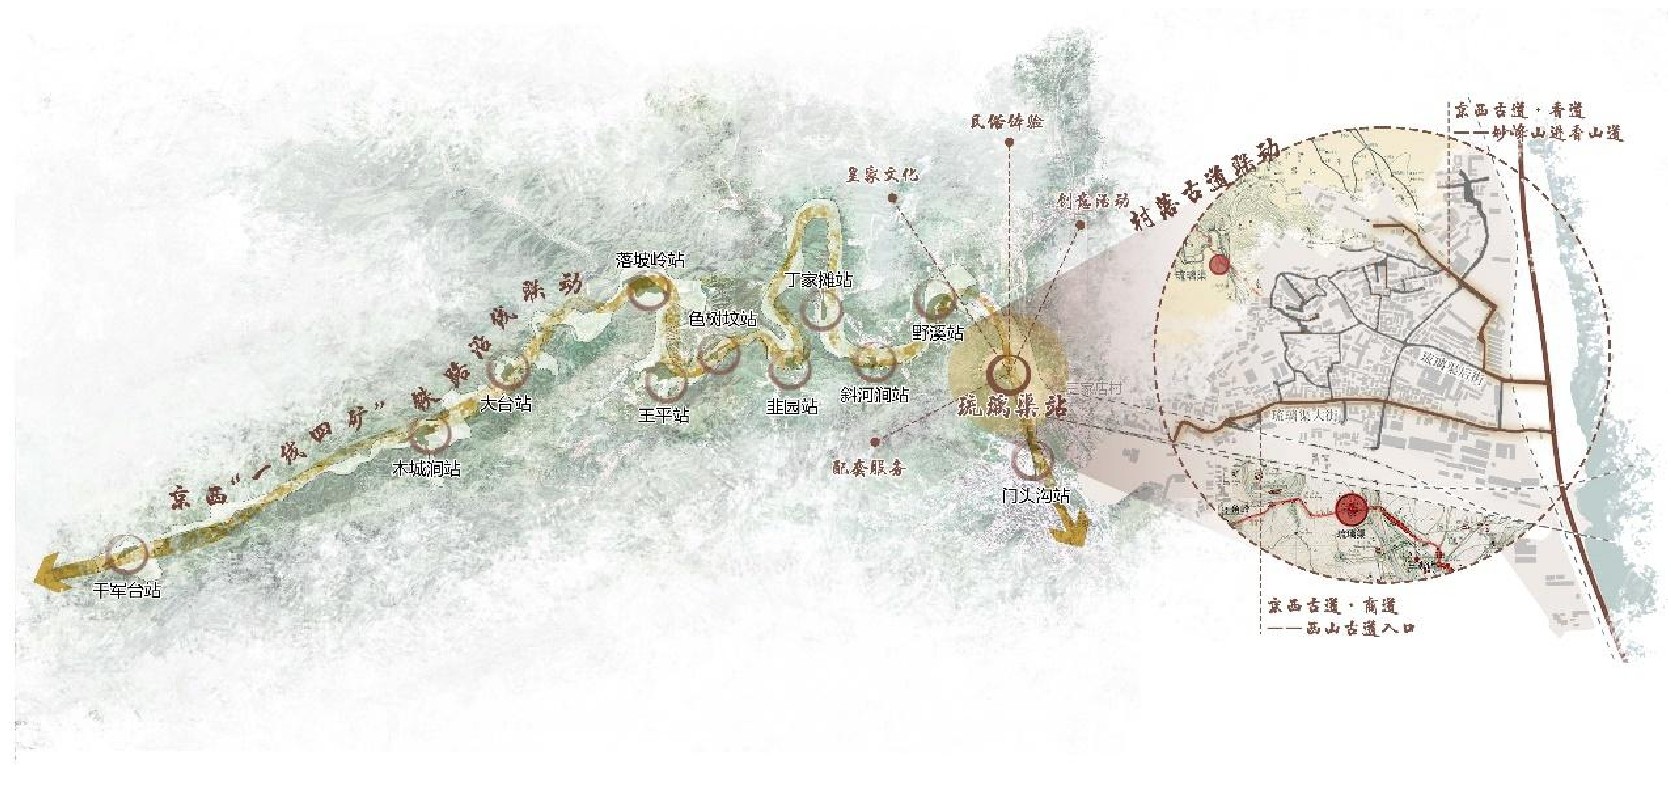 京西古道·香道
——妙峰山进香山道
民俗体验
皇家文化
创意活动
村落古道联动
落坡岭站
丁家摊站
琉璃渠
京西“一线四矿”铁路沿线联动
色树坟站
野溪站
琉璃渠后街
大台站
王平站
韭园站
斜河涧站
三家店村
琉璃渠站
琉璃渠大街
木城涧站
配套服务
门头沟站
琉璃渠
千军台站
京西古道·商道
——西山古道入口